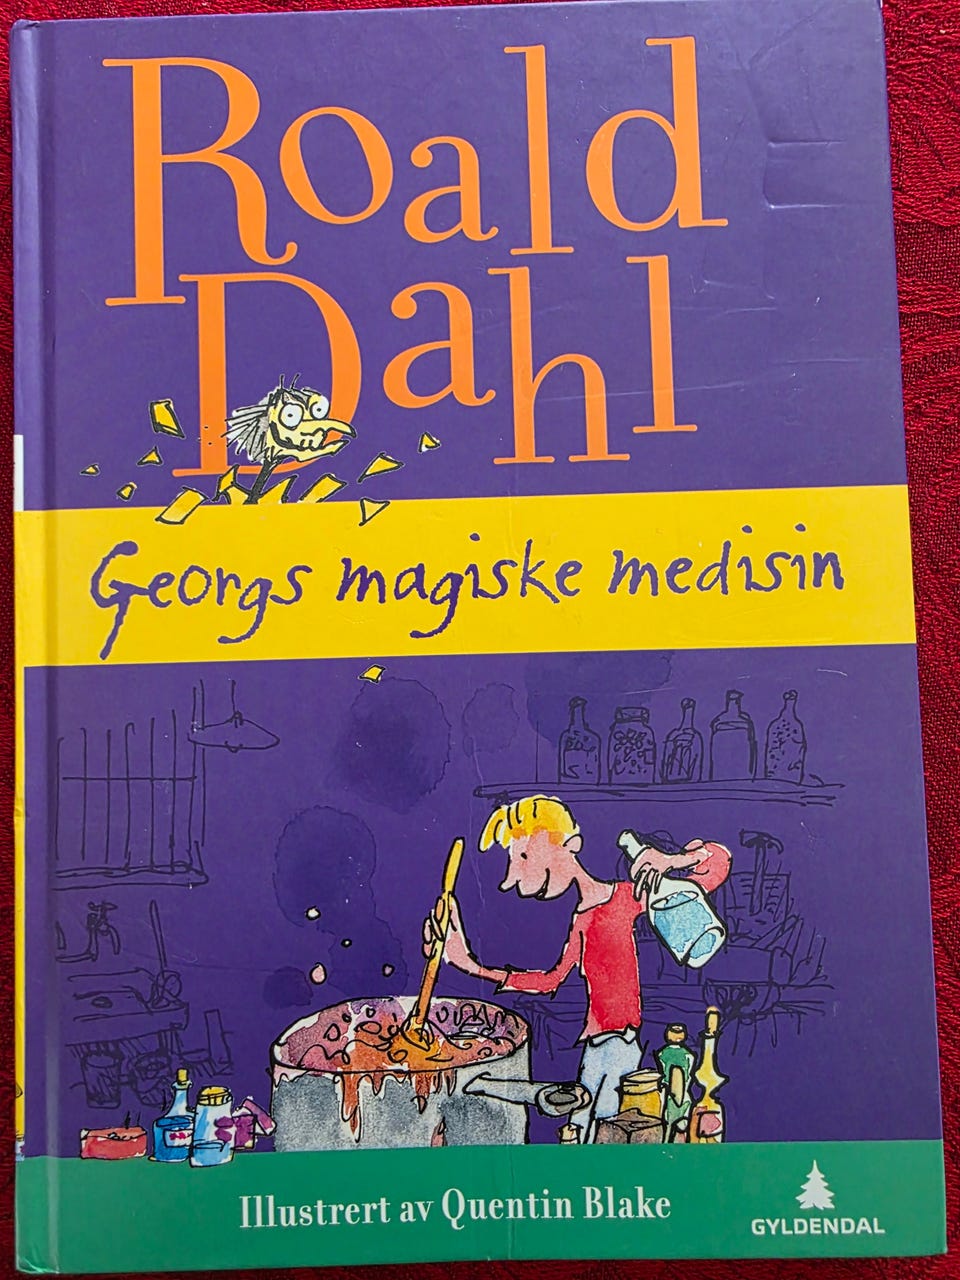 Roald
Dahl
Georgs magiske medisin
Illustrert av Quentin Blake
GYLDENDAL